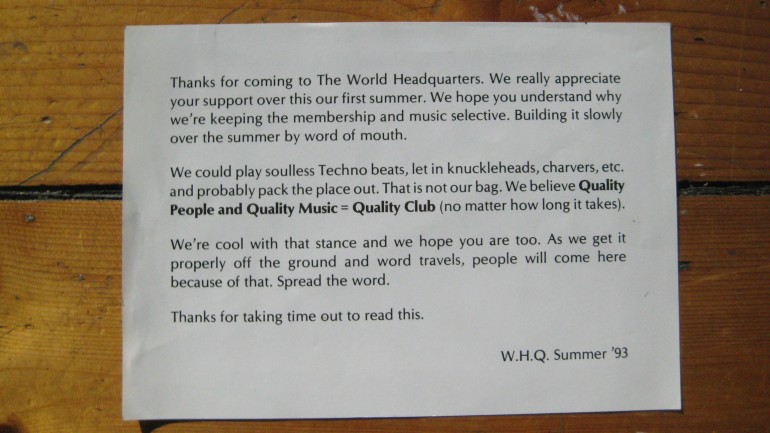 Thanks for coming to The World Headquarters. We really appreciate
your support over this our first summer. We hope you understand why
we're keeping the membership and music selective. Building it slowly
over the summer by word of mouth.
We could play soulless Techno beats, let in knuckleheads, charvers, etc.
and probably pack the place out. That is not our bag. We believe Quality
People and Quality Music = Quality Club (no matter how long it takes).
We're cool with that stance and we hope you are too. As we get it
properly off the ground and word travels, people will come here
because of that. Spread the word.
Thanks for taking time out to read this.
W.H.Q. Summer '93